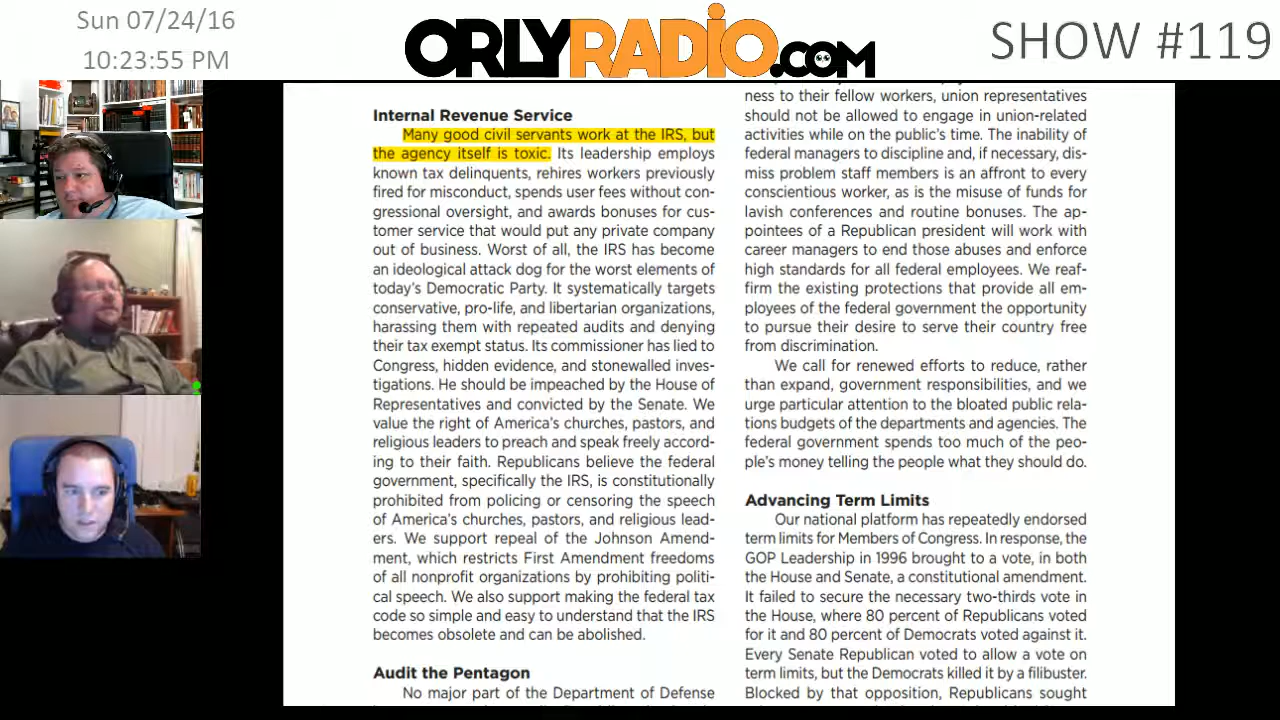 Sun 07/24/16
10:23:55 PM
ORLYRADIO.COM
SHOW #119
Internal Revenue Service
Many good civil servants work at the IRS, but
the agency itself is toxic. Its leadership employs
known tax delinquents, rehires workers previously
fired for misconduct, spends user fees without con-
gressional oversight, and awards bonuses for cus-
tomer service that would put any private company
out of business. Worst of all, the IRS has become
an ideological attack dog for the worst elements of
today's Democratic Party. It systematically targets
conservative, pro-life, and libertarian organizations,
harassing them with repeated audits and denying
their tax exempt status. Its commissioner has lied to
Congress, hidden evidence, and stonewalled inves-
tigations. He should be impeached by the House of
Representatives and convicted by the Senate. We
value the right of America's churches, pastors, and
religious leaders to preach and speak freely accord-
ing to their faith. Republicans believe the federal
government, specifically the IRS, is constitutionally
prohibited from policing or censoring the speech
of America's churches, pastors, and religious lead-
ers. We support repeal of the Johnson Amend-
ment, which restricts First Amendment freedoms
of all nonprofit organizations by prohibiting politi-
cal speech. We also support making the federal tax
code so simple and easy to understand that the IRS
becomes obsolete and can be abolished.
Audit the Pentagon
No major part of the Department of Defense
ness to their fellow workers, union representatives
should not be allowed to engage in union-related
activities while on the public's time. The inability of
federal managers to discipline and, if necessary, dis-
miss problem staff members is an affront to every
conscientious worker, as is the misuse of funds for
lavish conferences and routine bonuses. The ap-
pointees of a Republican president will work with
career managers to end those abuses and enforce
high standards for all federal employees. We reaf-
firm the existing protections that provide all em-
ployees of the federal government the opportunity
to pursue their desire to serve their country free
from discrimination.
We call for renewed efforts to reduce, rather
than expand, government responsibilities, and we
urge particular attention to the bloated public rela-
tions budgets of the departments and agencies. The
federal government spends too much of the peo-
ple's money telling the people what they should do.
Advancing Term Limits
Our national platform has repeatedly endorsed
term limits for Members of Congress. In response, the
GOP Leadership in 1996 brought to a vote, in both
the House and Senate, a constitutional amendment.
It failed to secure the necessary two-thirds vote in
the House, where 80 percent of Republicans voted
for it and 80 percent of Democrats voted against it.
Every Senate Republican voted to allow a vote on
term limits, but the Democrats killed it by a filibuster.
Blocked by that opposition, Republicans sought